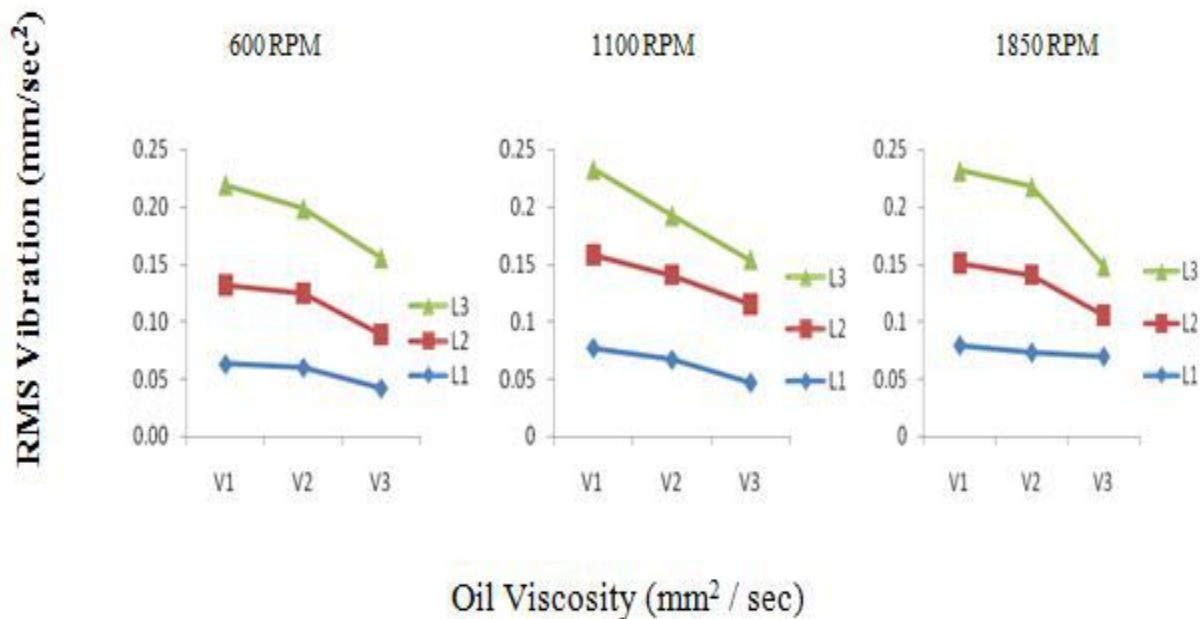 RMS Vibration (mm/sec²)
600 RPM
0.25
0.20
0.15
0.10
0.05
0.00
V1 V2 V3
L3
L2
L1
1100 RPM
0.25
0.2
0.15
0.1
0.05
0
V1 V2 V3
L3
L2
L1
1850 RPM
0.25
0.2
0.15
0.1
0.05
0
V1 V2 V3
L3
L2
L1
Oil Viscosity (mm² / sec)